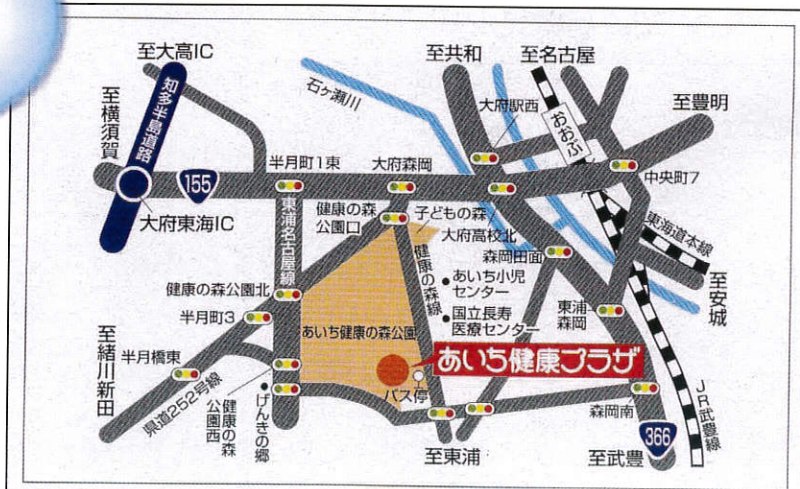 至大高IC
至共和
至名古屋
石ヶ瀬川
大府駅西
至豊明
至横須賀
知多半島道路
おおぶ
155
半月町1東
大府森岡
中央町7
大府東海IC
東浦名古屋線
健康の森
公園口
子どもの森
大府高校北
東海道本線
森岡田面
健康の森線
あいち小児
センター
至安城
健康の森公園北
半月町3
国立長寿
医療センター
東浦
森岡
あいち健康の森公園
至緒川新田
半月橋東
あいち健康プラザ
バス停
県道252号線
健康の森
公園西
げんきの郷
森岡南
JR武豊線
366
至東浦
至武豊